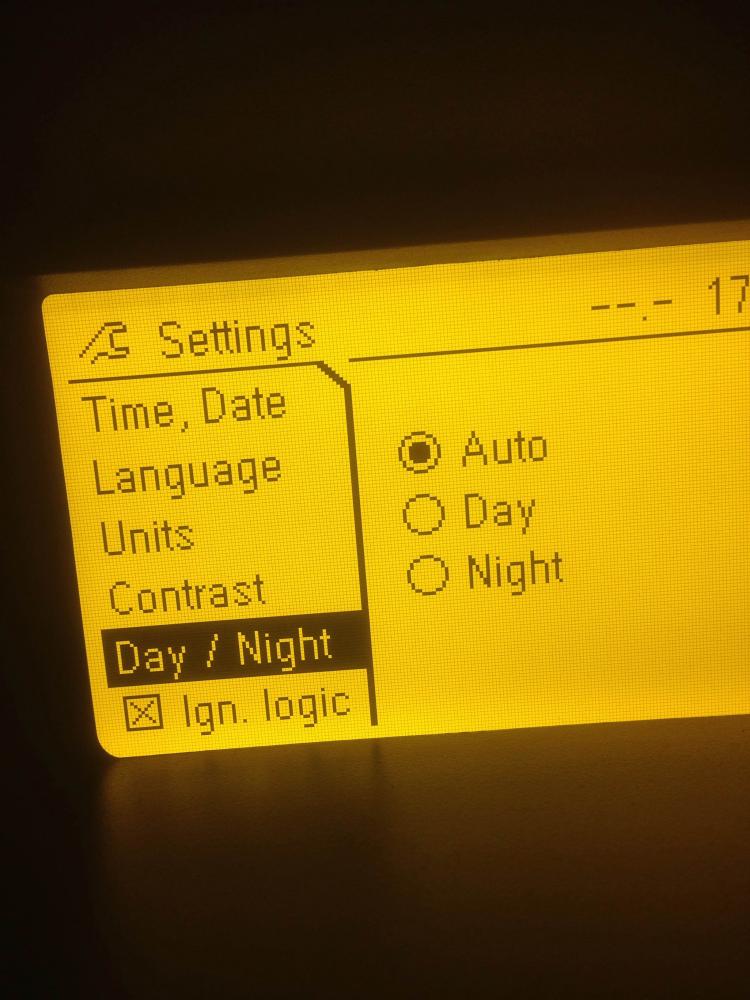 Settings --.- 17
Time, Date
Language
Units
Contrast
Day / Night
Ign. logic
Auto
Day
Night